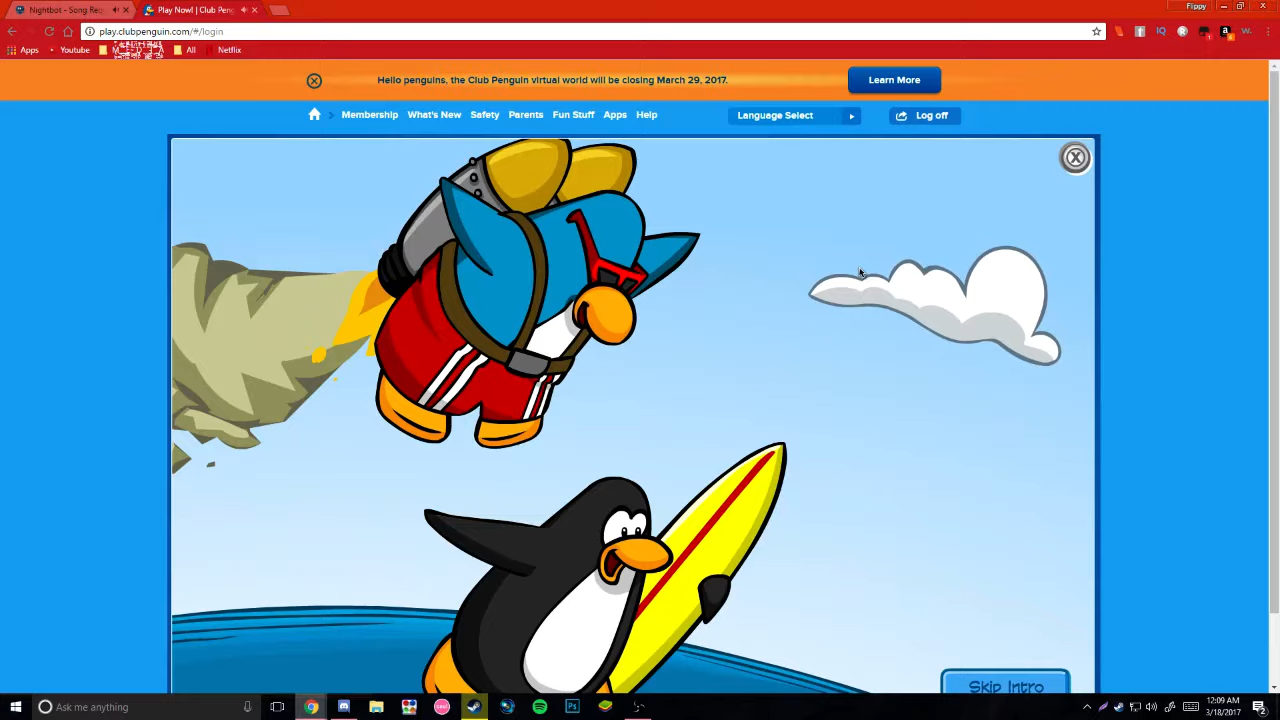 Nightbot - Song Req
Play Now! | Club Peng
Flippy
play.clubpenguin.com/#/login
Apps
Youtube
All
Netflix
Hello penguins, the Club Penguin virtual world will be closing March 29, 2017.
Learn More
Membership
What's New
Safety
Parents
Fun Stuff
Apps
Help
Language Select
Log off
Skip Intro
Ask me anything
12:09 AM
3/18/2017